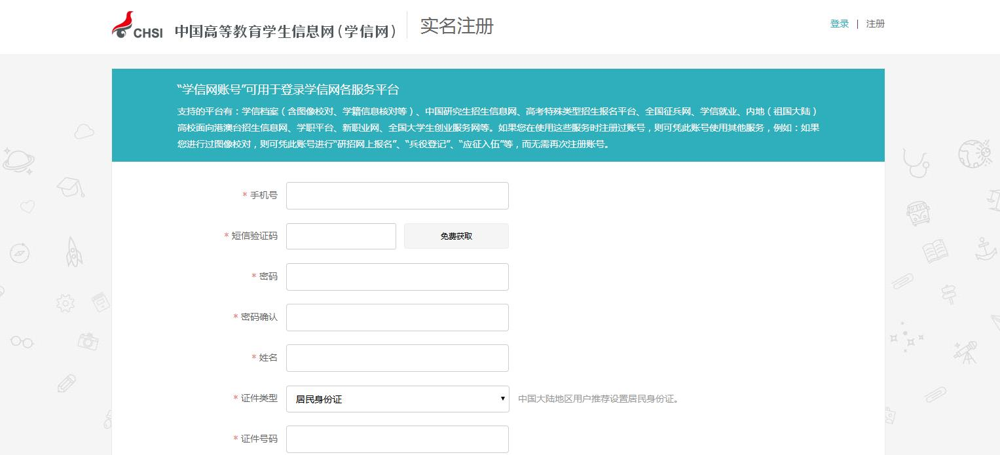 CHSI 中国高等教育学生信息网(学信网) 实名注册 登录 | 注册
“学信网账号”可用于登录学信网各服务平台
支持的平台有：学信档案（含图像校对、学籍信息核对等）、中国研究生招生信息网、高考特殊类型招生报名平台、全国征兵网、学信就业、内地（祖国大陆）
高校面向港澳台招生信息网、学职平台、新职业网、全国大学生创业服务网等。如果您在使用这些服务时注册过账号，则可凭此账号使用其他服务，例如：如果
您进行过图像校对，则可凭此账号进行“研招网上报名”、“兵役登记”、“应征入伍”等，而无需再次注册账号。
* 手机号
* 短信验证码 免费获取
* 密码
* 密码确认
* 姓名
* 证件类型 居民身份证 中国大陆地区用户推荐设置居民身份证。
* 证件号码